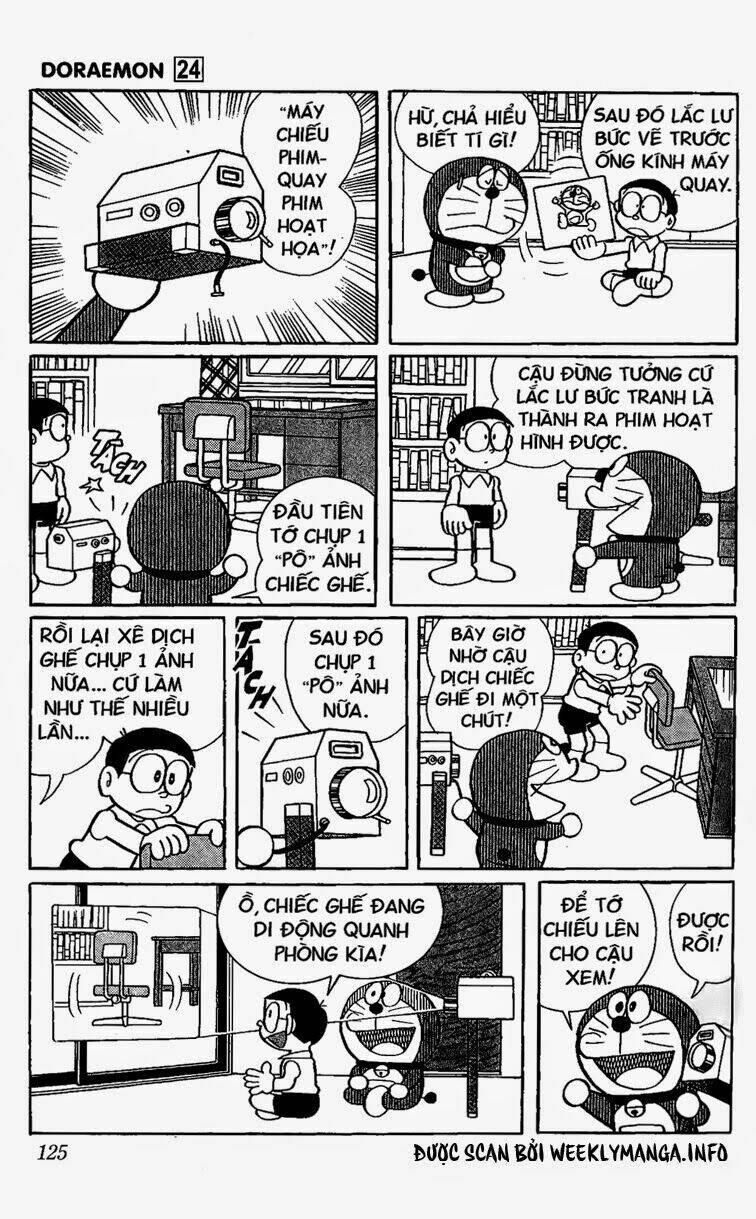 DORAEMON 24
SAU ĐÓ LẮC LƯ
BỨC VẼ TRƯỚC
ỐNG KÍNH MÁY
QUAY.
HỪ, CHẢ HIỂU
BIẾT TÍ GÌ!
"MÁY
CHIẾU
PHIM-
QUAY
PHIM
HOẠT
HỌA"!
CẬU ĐỪNG TƯỞNG CỨ
LẮC LƯ BỨC TRANH LÀ
THÀNH RA PHIM HOẠT
HÌNH ĐƯỢC.
TÁCH
ĐẦU TIÊN
TỚ CHỤP 1
"PÔ" ẢNH
CHIẾC GHẾ.
BÂY GIỜ
NHỜ CẬU
DỊCH CHIẾC
GHẾ ĐI MỘT
CHÚT!
SAU ĐÓ
CHỤP 1
"PÔ" ẢNH
NỮA.
TÁCH
RỒI LẠI XÊ DỊCH
GHẾ CHỤP 1 ẢNH
NỮA... CỨ LÀM
NHƯ THẾ NHIỀU
LẦN...
ĐƯỢC
RỒI!
ĐỂ TỚ
CHIẾU LÊN
CHO CẬU
XEM!
Ồ, CHIẾC GHẾ ĐANG
DI ĐỘNG QUANH
PHÒNG KÌA!
125
ĐƯỢC SCAN BỞI WEEKLYMANGA.INFO